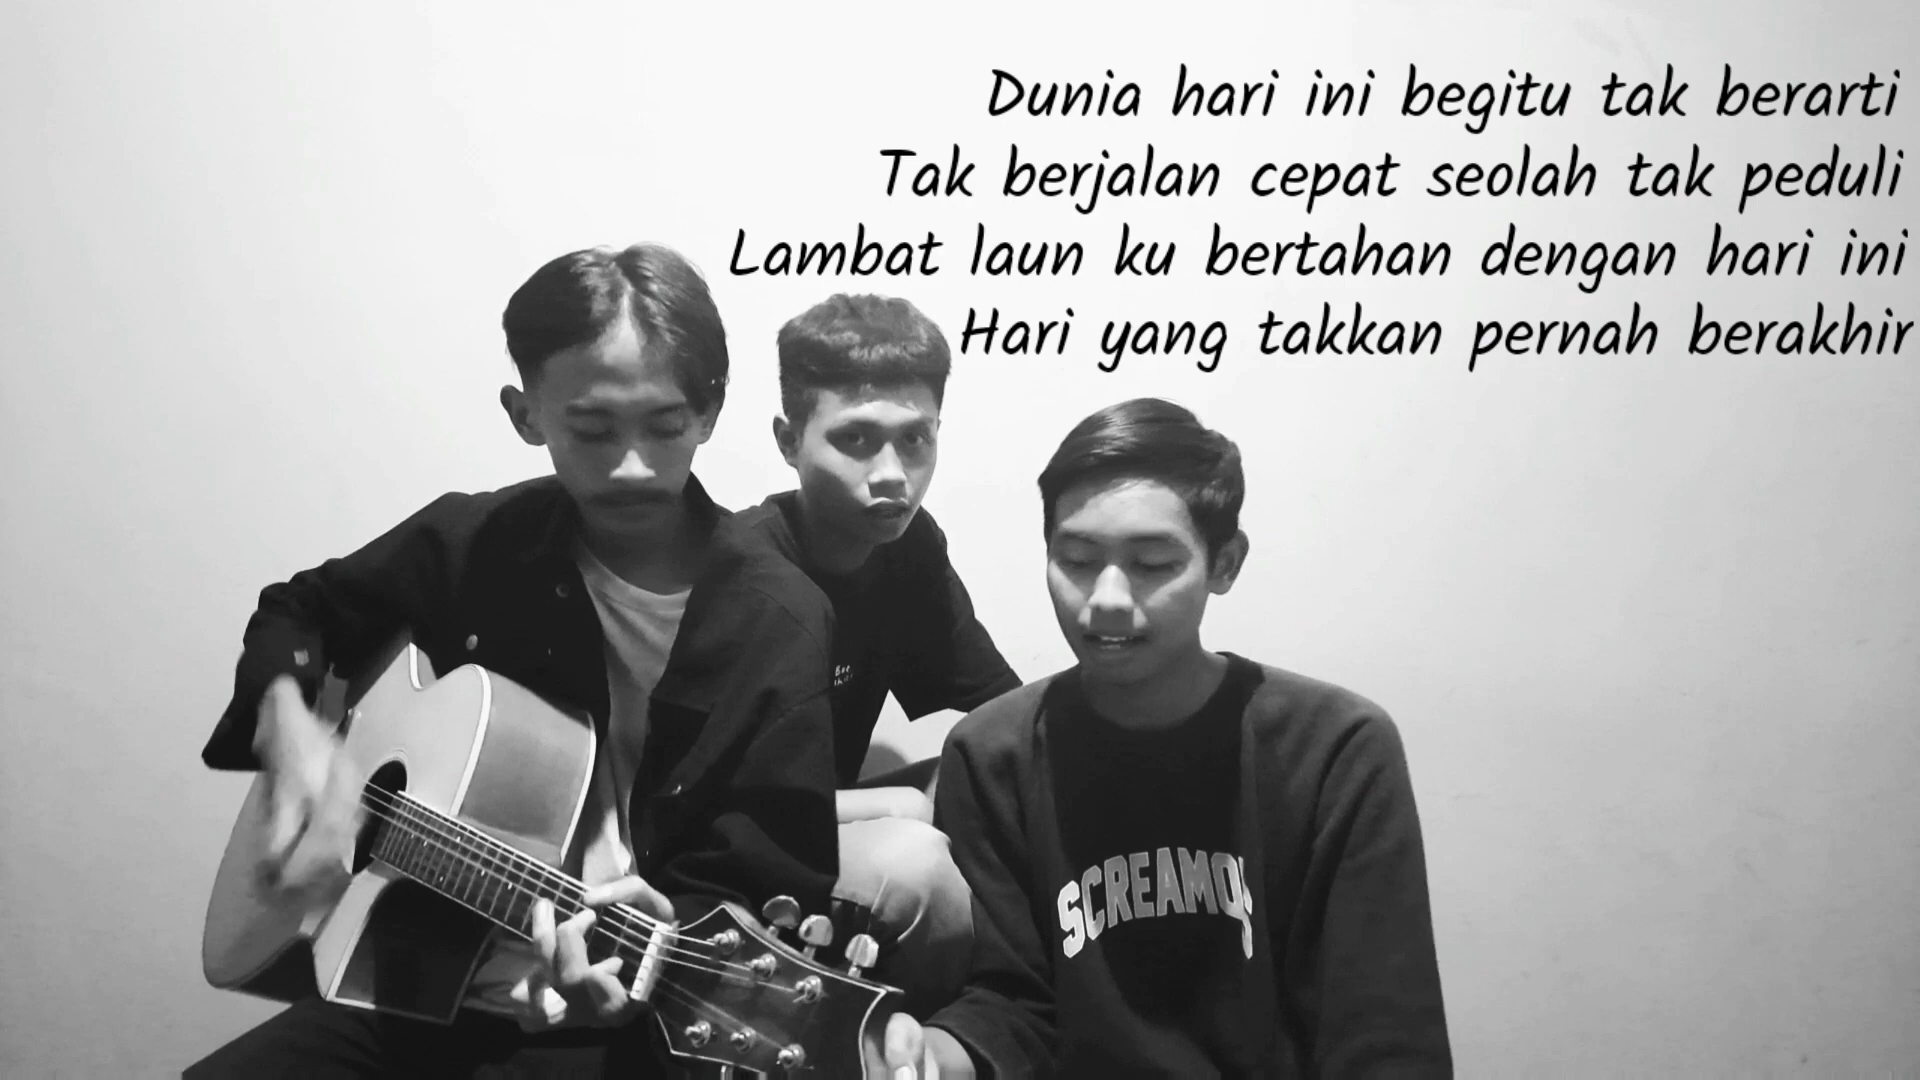 Dunia hari ini begitu tak berarti
Tak berjalan cepat seolah tak peduli
Lambat laun ku bertahan dengan hari ini
Hari yang takkan pernah berakhir
SCREAMOUS